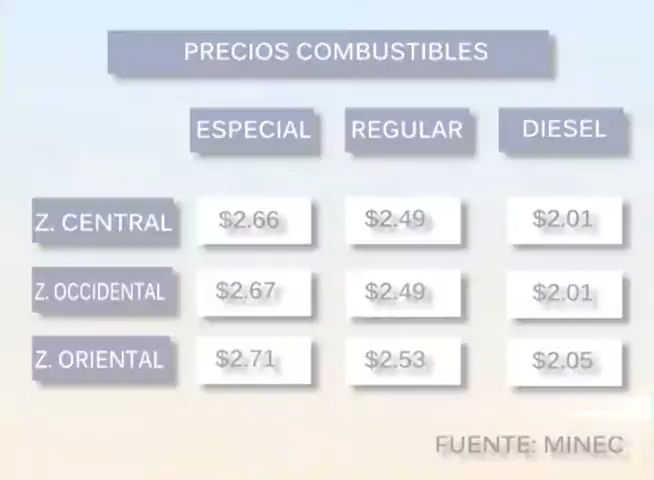 PRECIOS COMBUSTIBLES
ESPECIAL REGULAR DIESEL
Z. CENTRAL $2.66 $2.49 $2.01
Z. OCCIDENTAL $2.67 $2.49 $2.01
Z. ORIENTAL $2.71 $2.53 $2.05
FUENTE: MINEC